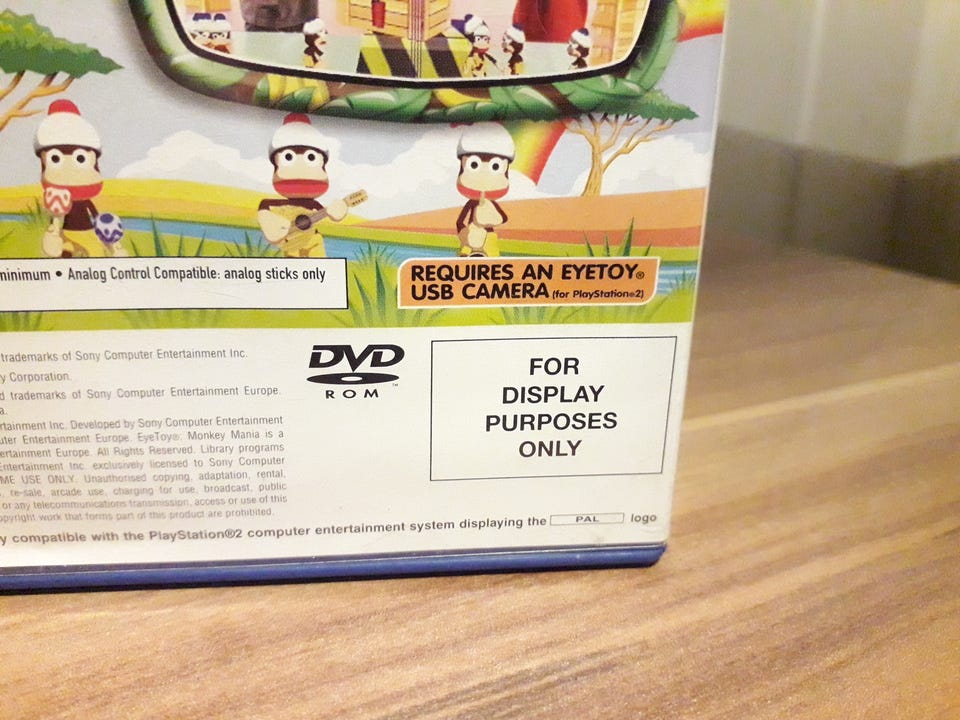 minimum • Analog Control Compatible: analog sticks only
REQUIRES AN EYETOY®
USB CAMERA (for PlayStation®2)
trademarks of Sony Computer Entertainment Inc.
y Corporation.
d trademarks of Sony Computer Entertainment Europe.
a.
rtainment Inc. Developed by Sony Computer Entertainment
uter Entertainment Europe. EyeToy®: Monkey Mania is a
ertainment Europe. All Rights Reserved. Library programs
Entertainment Inc. exclusively licensed to Sony Computer
ME USE ONLY. Unauthorised copying, adaptation, rental,
, re-sale, arcade use, charging for use, broadcast, public
or any telecommunications transmission, access or use of this
opyright work that forms part of this product are prohibited.
DVD™
ROM
FOR
DISPLAY
PURPOSES
ONLY
y compatible with the PlayStation®2 computer entertainment system displaying the PAL logo